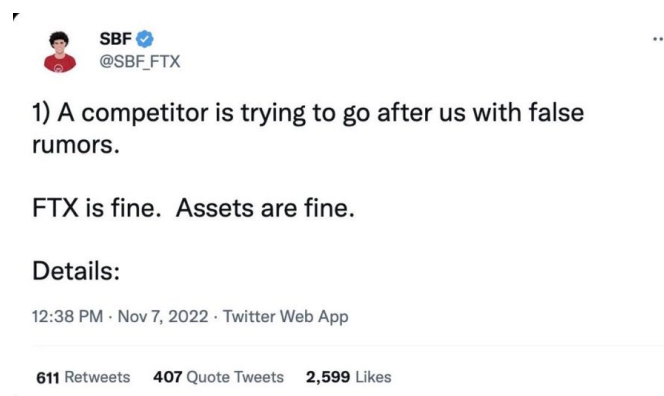 SBF
@SBF_FTX
1) A competitor is trying to go after us with false
rumors.
FTX is fine.  Assets are fine.
Details:
12:38 PM · Nov 7, 2022 · Twitter Web App
611 Retweets 407 Quote Tweets 2,599 Likes